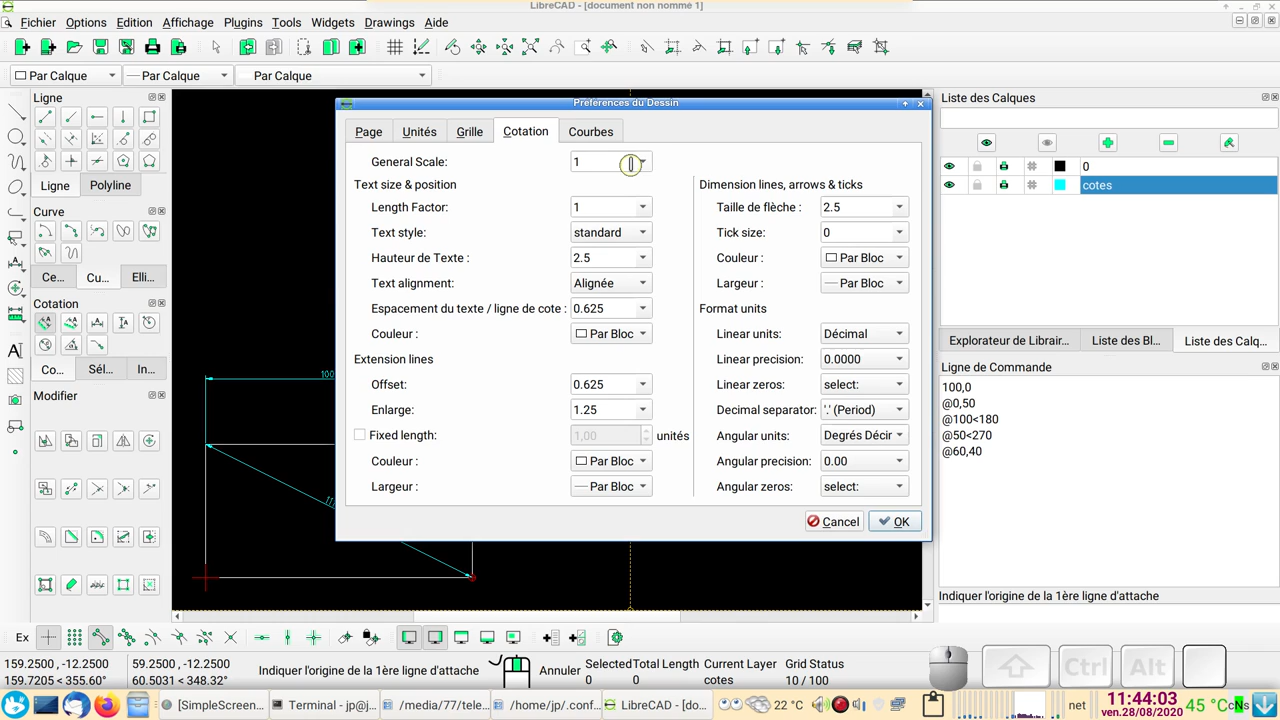 LibreCAD - [document non nommé 1]
Fichier Options Edition Affichage Plugins Tools Widgets Drawings Aide
Par Calque Par Calque Par Calque
Ligne
Ligne Polyline
Curve
Ce... Cu... Elli...
Cotation
Co... Sél... In...
Modifier
100
11
Préférences du Dessin
Page Unités Grille Cotation Courbes
General Scale: 1
Text size & position
Length Factor: 1
Text style: standard
Hauteur de Texte : 2.5
Text alignment: Alignée
Espacement du texte / ligne de cote : 0.625
Couleur : Par Bloc
Extension lines
Offset: 0.625
Enlarge: 1.25
Fixed length: 1,00 unités
Couleur : Par Bloc
Largeur : Par Bloc
Dimension lines, arrows & ticks
Taille de flèche : 2.5
Tick size: 0
Couleur : Par Bloc
Largeur : Par Bloc
Format units
Linear units: Décimal
Linear precision: 0.0000
Linear zeros: select:
Decimal separator: '.' (Period)
Angular units: Degrés Décir
Angular precision: 0.00
Angular zeros: select:
Cancel OK
Liste des Calques
0
cotes
Explorateur de Librair... Liste des Bl... Liste des Calq...
Ligne de Commande
100,0
@0,50
@100<180
@50<270
@60,40
Indiquer l'origine de la 1ère ligne d'attache
Ex
159.2500 , -12.2500
159.7205 < 355.60°
59.2500 , -12.2500
60.5031 < 348.32°
Indiquer l'origine de la 1ère ligne d'attache
Annuler
Selected Total Length Current Layer Grid Status
0 0 cotes 10 / 100
Ctrl Alt
[SimpleScreen... Terminal - jp@j... /media/77/tele... /home/jp/.conf... LibreCAD - [do...
22 °C
11:44:03
ven.28/08/2020
45 °C